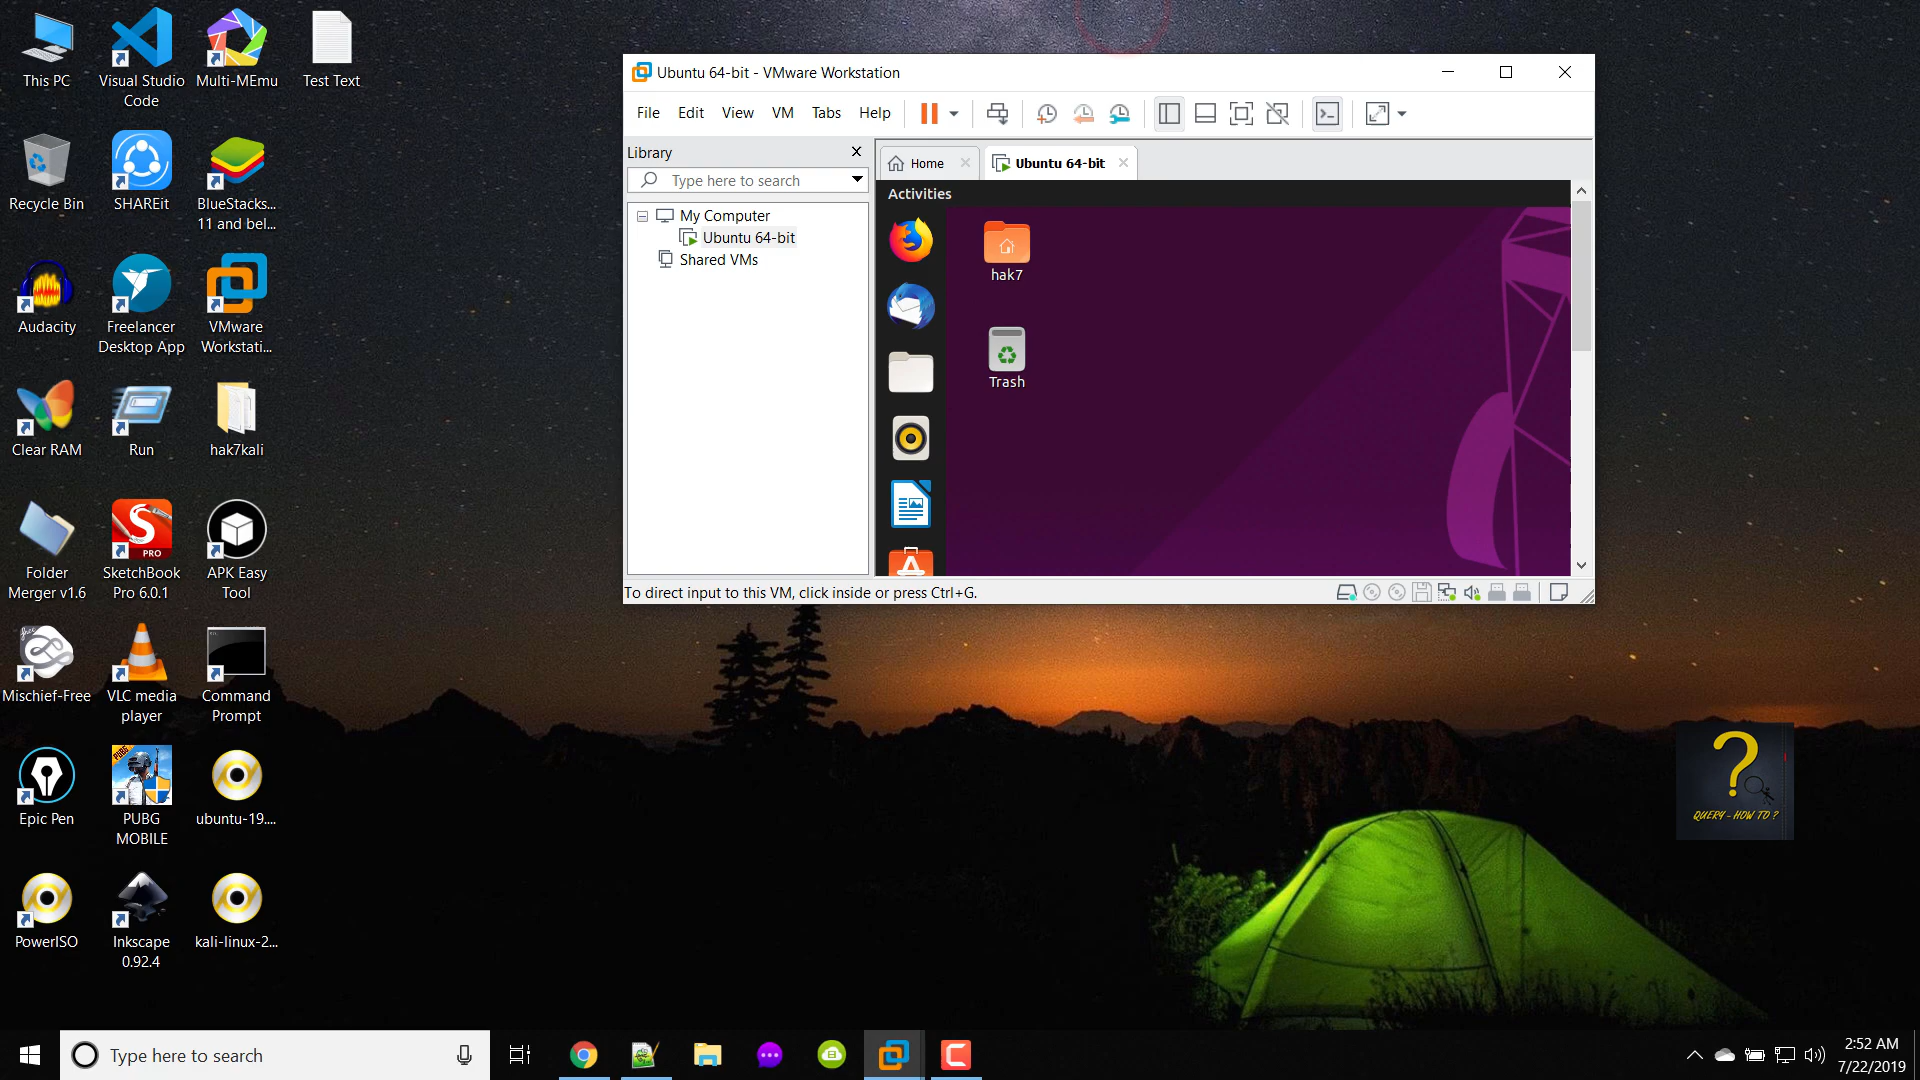 This PC
Visual Studio
Code
Multi-MEmu
Test Text
Recycle Bin
SHAREit
BlueStacks...
11 and bel...
Audacity
Freelancer
Desktop App
VMware
Workstati...
Clear RAM
Run
hak7kali
Folder
Merger v1.6
PRO
SketchBook
Pro 6.0.1
APK Easy
Tool
Mischief-Free
VLC media
player
Command
Prompt
Epic Pen
PUBG
PUBG
MOBILE
ubuntu-19....
PowerISO
Inkscape
0.92.4
kali-linux-2...
Ubuntu 64-bit - VMware Workstation
File Edit View VM Tabs Help
Library
Type here to search
My Computer
Ubuntu 64-bit
Shared VMs
Home
Ubuntu 64-bit
Activities
hak7
Trash
To direct input to this VM, click inside or press Ctrl+G.
QUERY - HOW TO ?
Type here to search
2:52 AM
7/22/2019